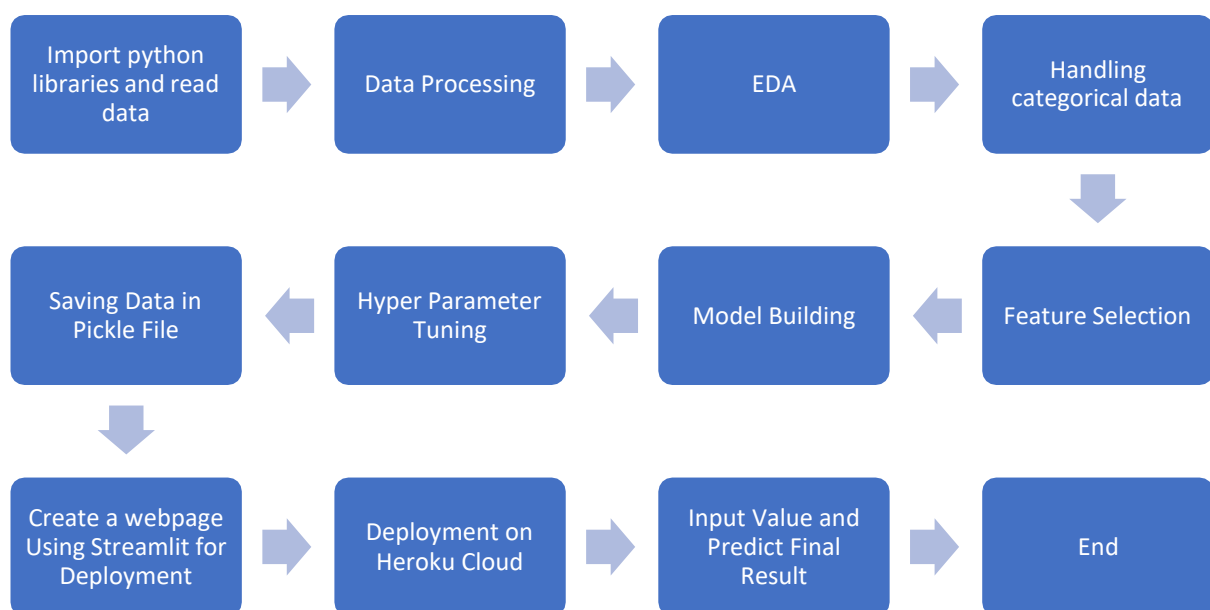 Import python
libraries and read
data
Data Processing
EDA
Handling
categorical data
Feature Selection
Model Building
Hyper Parameter
Tuning
Saving Data in
Pickle File
Create a webpage
Using Streamlit for
Deployment
Deployment on
Heroku Cloud
Input Value and
Predict Final
Result
End